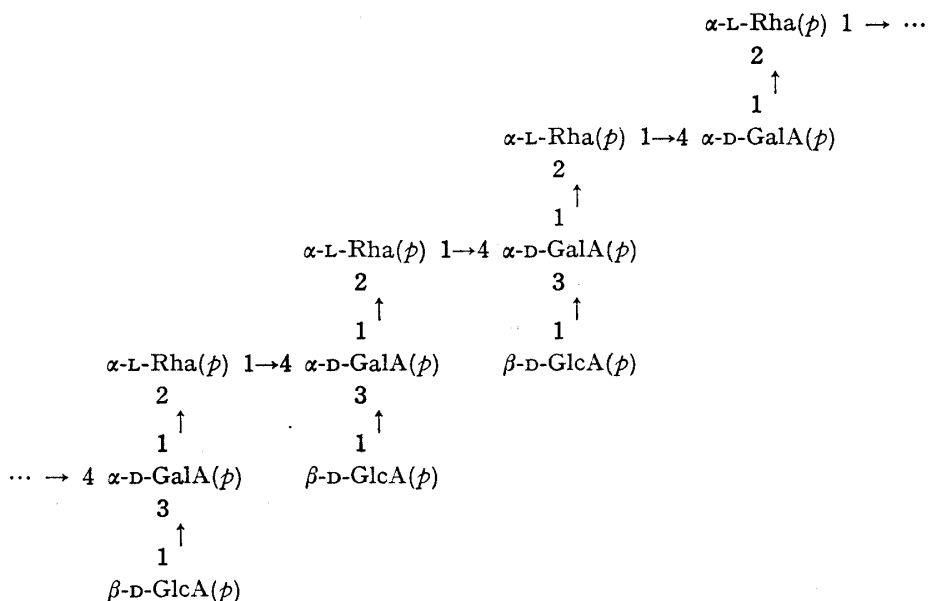 α-L-Rha(p) 1 → ⋯
2
↑
1
α-L-Rha(p) 1→4 α-D-GalA(p)
2
↑
1
α-L-Rha(p) 1→4 α-D-GalA(p)
2 3
↑ ↑
1 1
α-L-Rha(p) 1→4 α-D-GalA(p) β-D-GlcA(p)
2 3
↑ ↑
1 1
⋯ → 4 α-D-GalA(p) β-D-GlcA(p)
3
↑
1
β-D-GlcA(p)